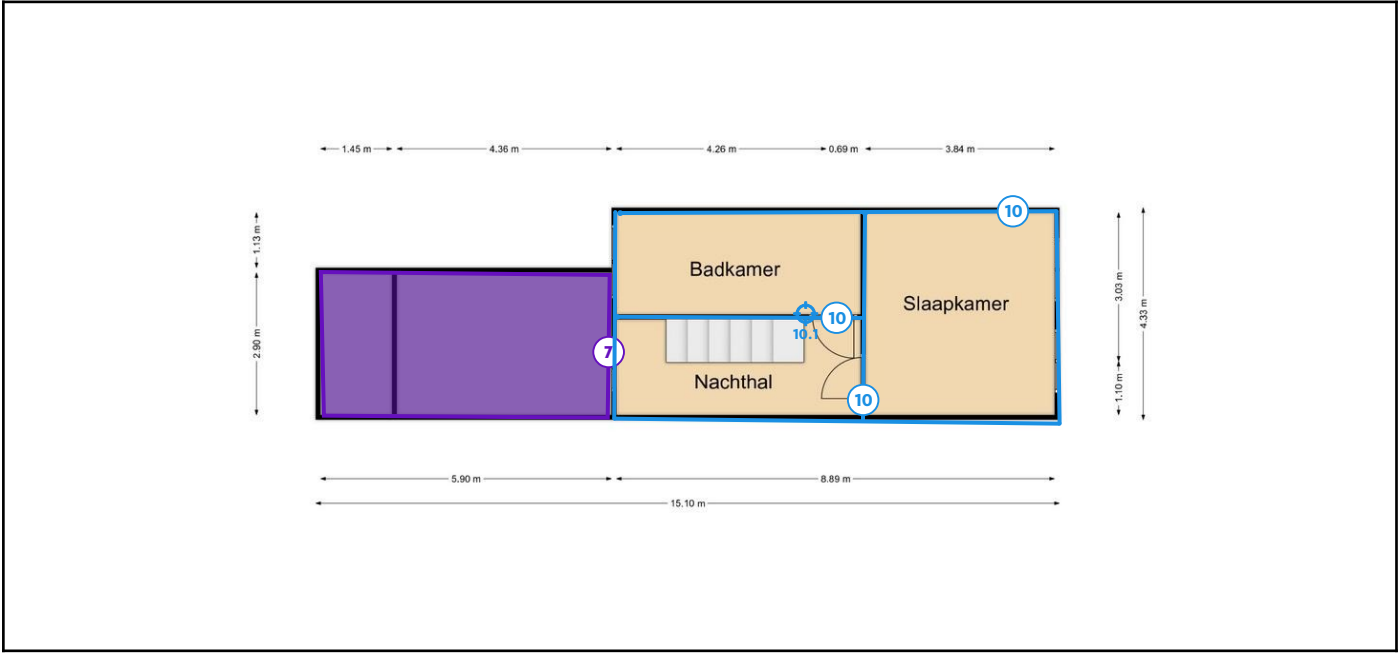 1.45 m
4.36 m
4.26 m
0.69 m
3.84 m
10
1.13 m
Badkamer
3.03 m
4.33 m
Slaapkamer
10
10.1
2.90 m
7
Nachthal
1.10 m
10
5.90 m
8.89 m
15.10 m